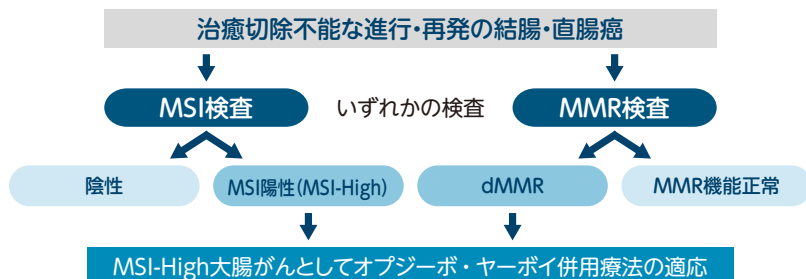 治癒切除不能な進行・再発の結腸・直腸癌
MSI検査 いずれかの検査 MMR検査
陰性 MSI陽性(MSI-High) dMMR MMR機能正常
MSI-High大腸がんとしてオプジーボ・ヤーボイ併用療法の適応